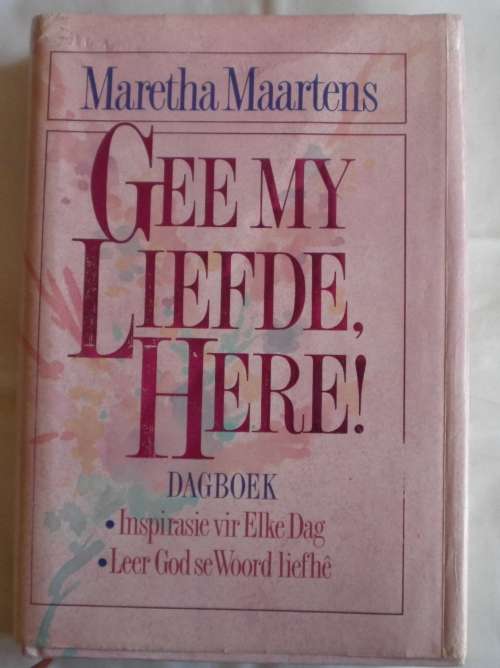 Maretha Maartens
GEE MY
LIEFDE,
HERE!
DAGBOEK
• Inspirasie vir Elke Dag
• Leer God se Woord liefhê